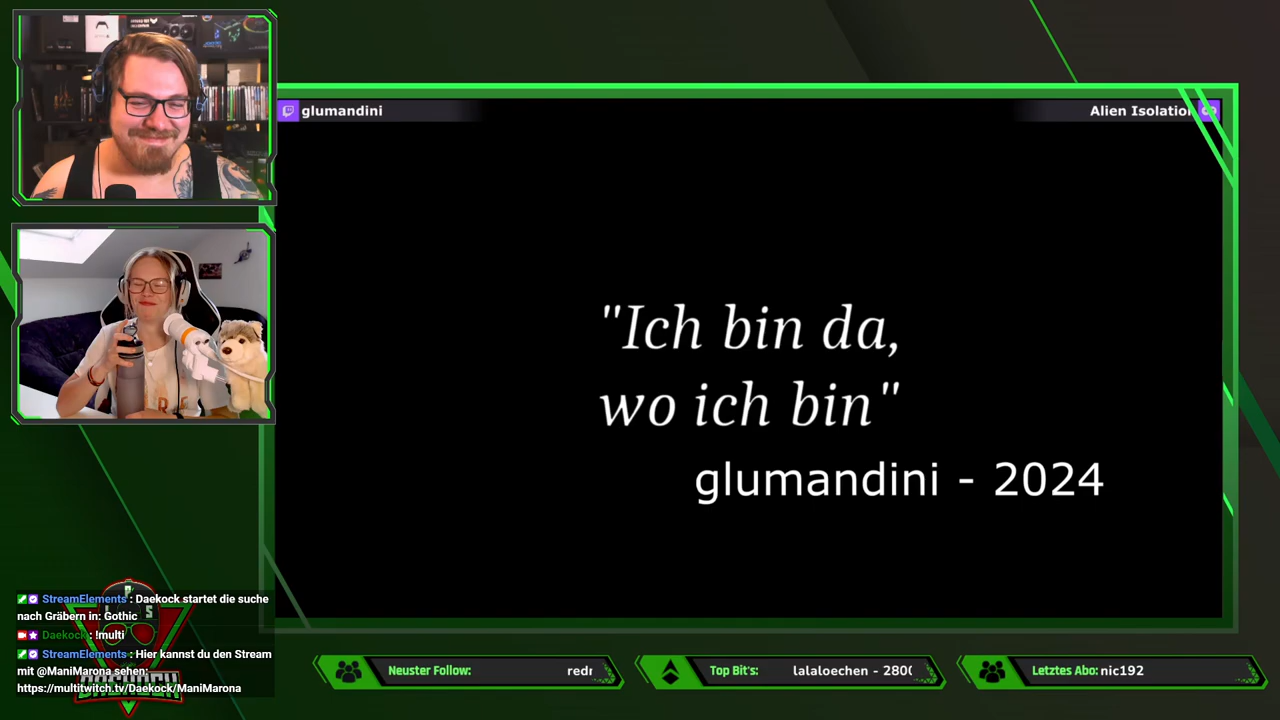 glumandini
Alien Isolation
"Ich bin da,
wo ich bin"
glumandini - 2024
StreamElements : Daekock startet die suche
nach Gräbern in: Gothic
Daekock : !multi
StreamElements : Hier kannst du den Stream
mit @ManiMarona sehen:
https://multitwitch.tv/Daekock/ManiMarona
Neuster Follow: redr
Top Bit's: lalaloechen - 280
Letztes Abo: nic192